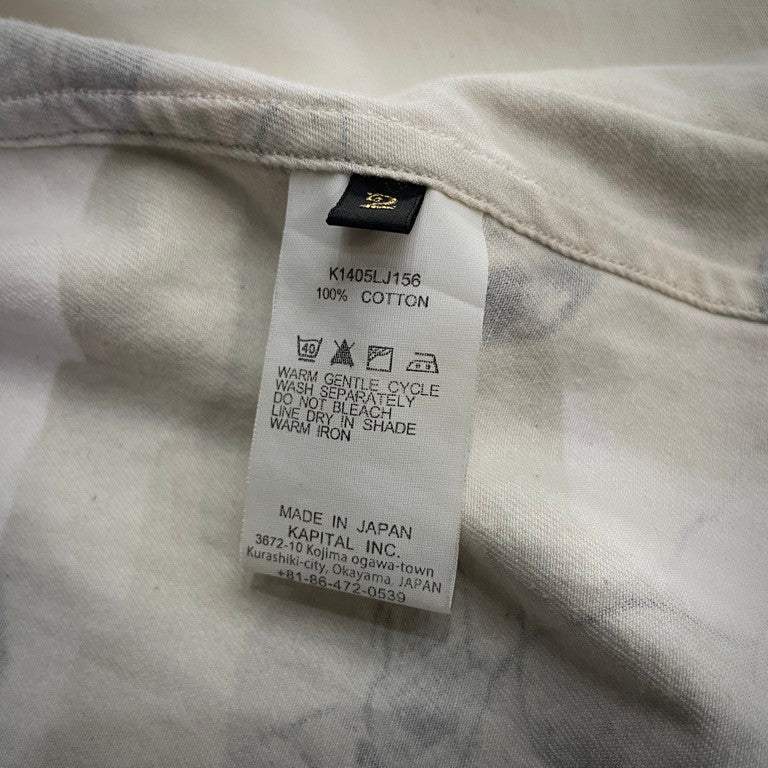 K1405LJ156
100% COTTON
40
WARM GENTLE CYCLE
WASH SEPARATELY
DO NOT BLEACH
LINE DRY IN SHADE
WARM IRON
MADE IN JAPAN
KAPITAL INC.
3672-10 Kojima ogawa-town
Kurashiki-city, Okayama, JAPAN
+81-86-472-0539